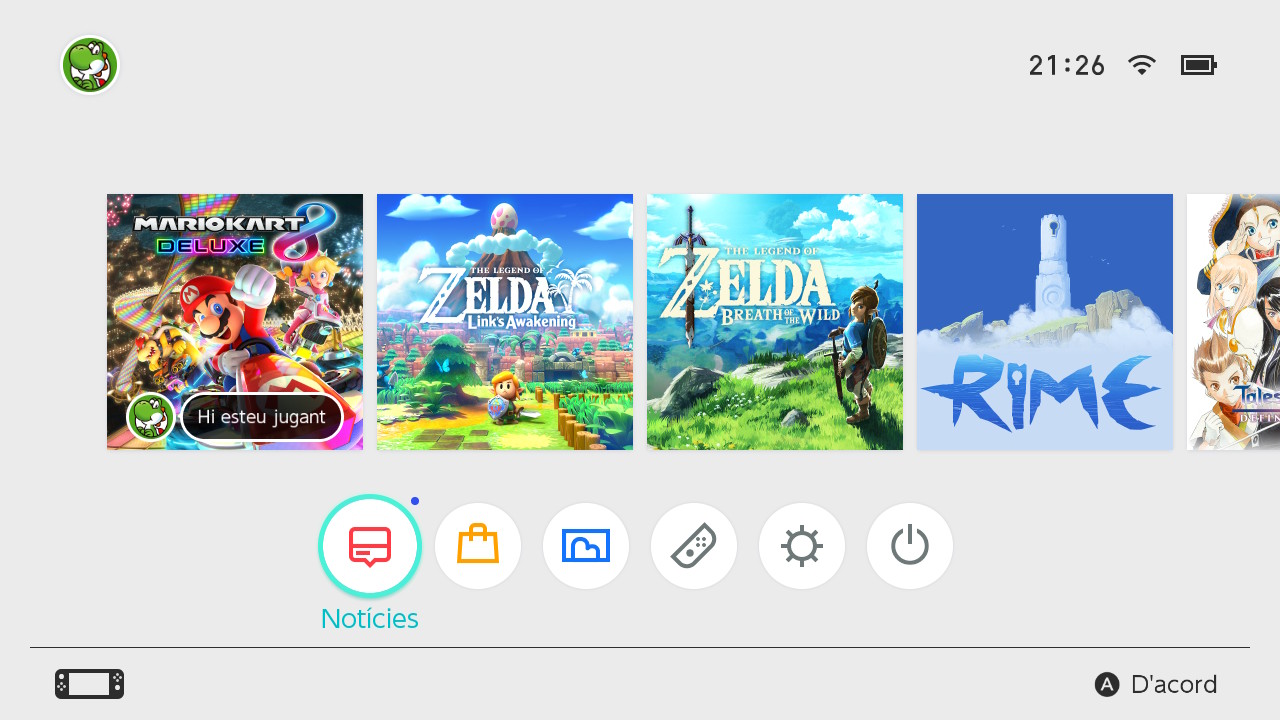 21:26
MARIOKART 8
DELUXE
Hi esteu jugant
THE LEGEND OF
ZELDA
Link's Awakening
THE LEGEND OF
ZELDA
BREATH OF THE WILD
RIME
Tales
Notícies
A D'acord